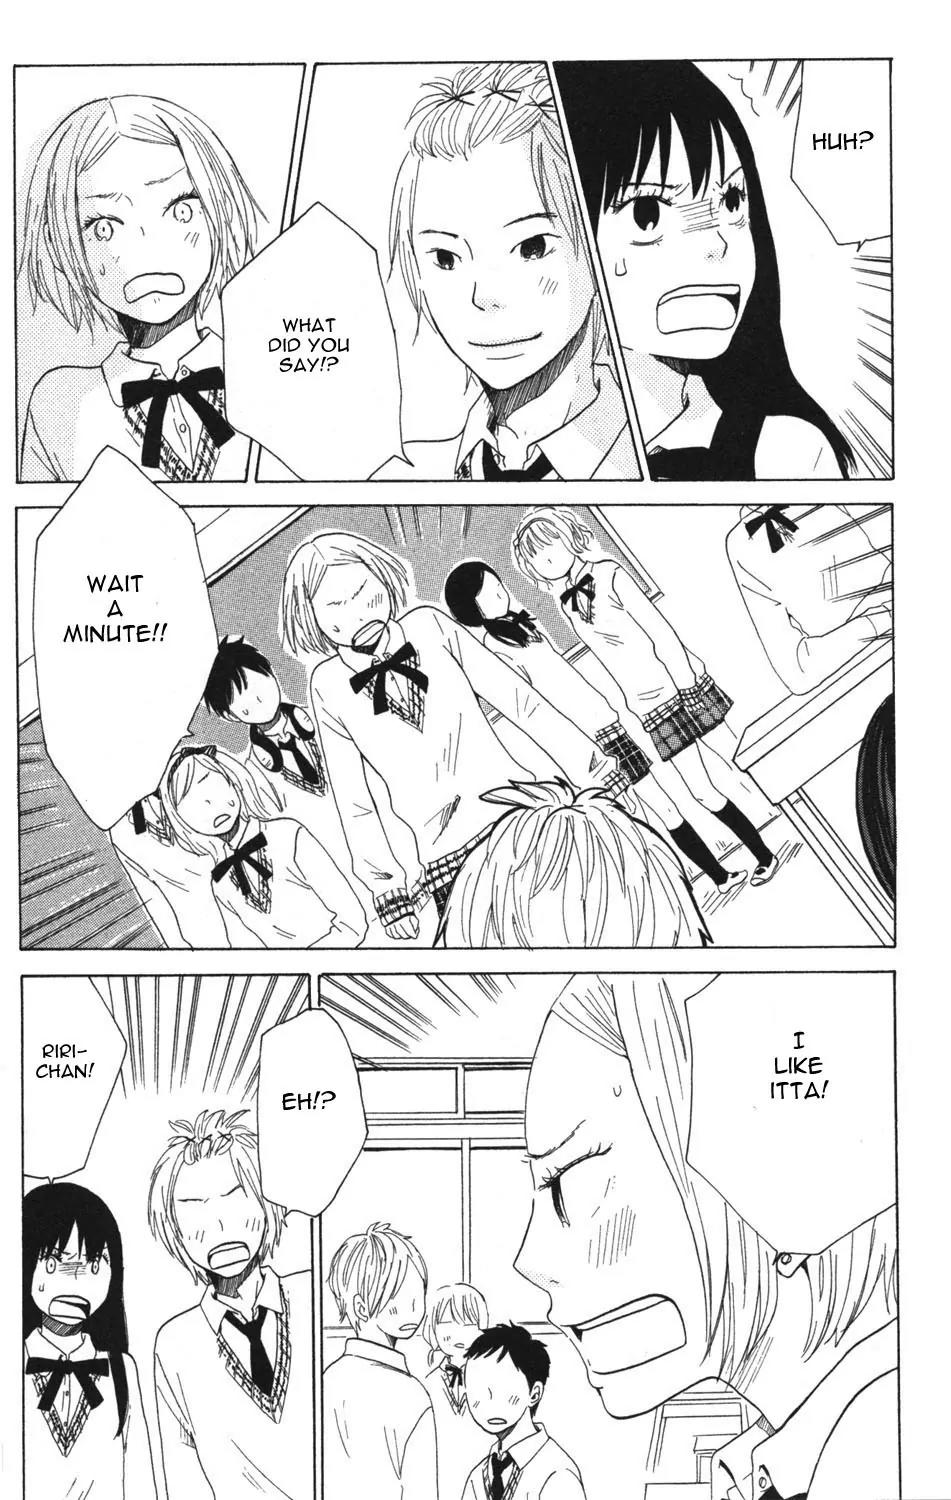 HUH?
WHAT
DID YOU
SAY!?
WAIT
A
MINUTE!!
I
LIKE
ITTA!
EH!?
RIRI-
CHAN!